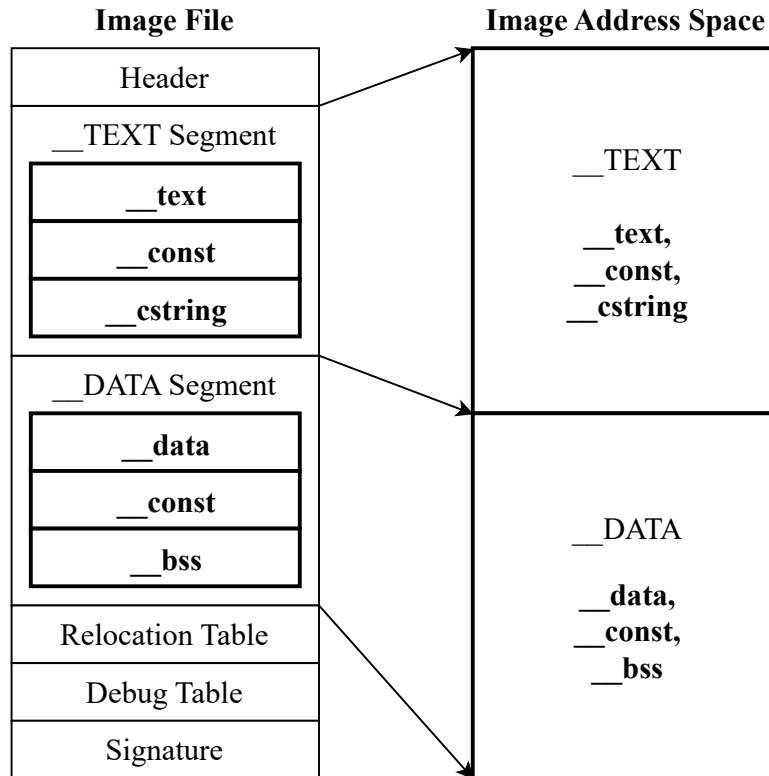 Image File
Header
__TEXT Segment
__text
__const
__cstring
__DATA Segment
__data
__const
__bss
Relocation Table
Debug Table
Signature
Image Address Space
__TEXT
__text,
__const,
__cstring
__DATA
__data,
__const,
__bss